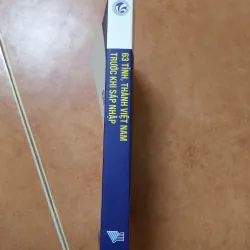 63 TỈNH, THÀNH VIỆT NAM
TRƯỚC KHI SÁP NHẬP